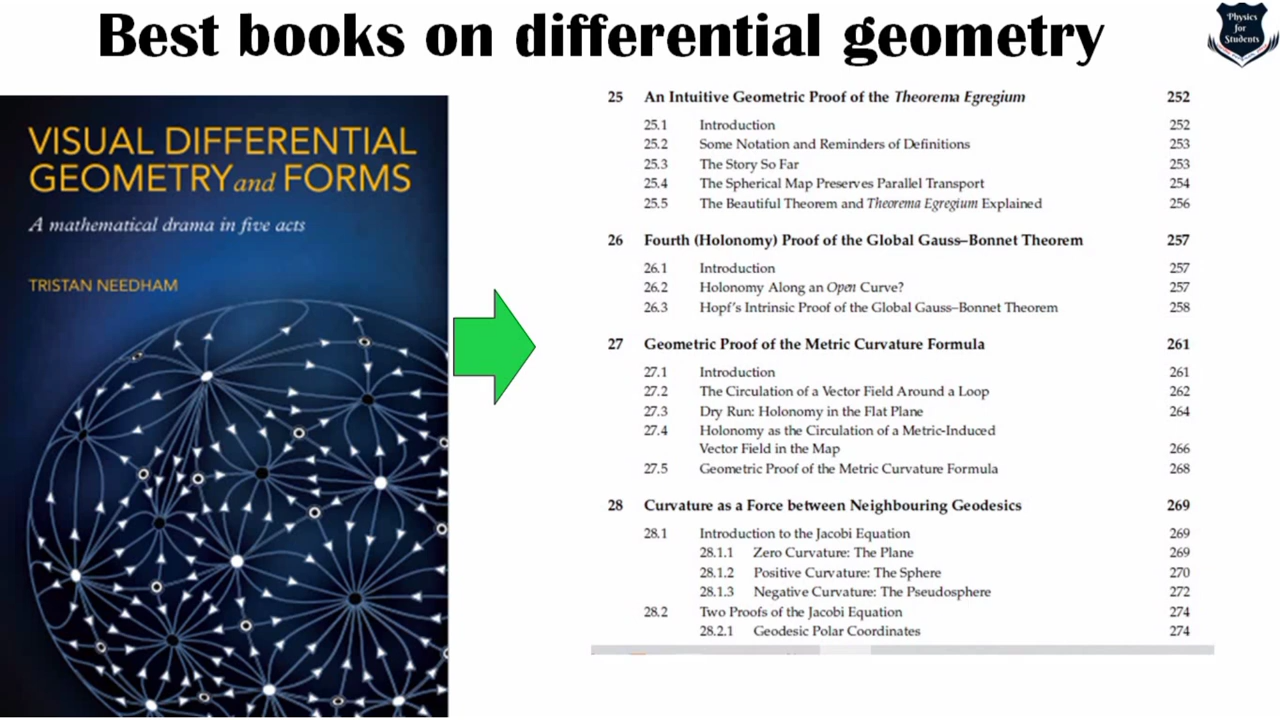 Best books on differential geometry
Physics
for
Students
VISUAL DIFFERENTIAL
GEOMETRY and FORMS
A mathematical drama in five acts
TRISTAN NEEDHAM
25 An Intuitive Geometric Proof of the Theorema Egregium 252
25.1 Introduction 252
25.2 Some Notation and Reminders of Definitions 253
25.3 The Story So Far 253
25.4 The Spherical Map Preserves Parallel Transport 254
25.5 The Beautiful Theorem and Theorema Egregium Explained 256
26 Fourth (Holonomy) Proof of the Global Gauss–Bonnet Theorem 257
26.1 Introduction 257
26.2 Holonomy Along an Open Curve? 257
26.3 Hopf's Intrinsic Proof of the Global Gauss–Bonnet Theorem 258
27 Geometric Proof of the Metric Curvature Formula 261
27.1 Introduction 261
27.2 The Circulation of a Vector Field Around a Loop 262
27.3 Dry Run: Holonomy in the Flat Plane 264
27.4 Holonomy as the Circulation of a Metric-Induced
Vector Field in the Map 266
27.5 Geometric Proof of the Metric Curvature Formula 268
28 Curvature as a Force between Neighbouring Geodesics 269
28.1 Introduction to the Jacobi Equation 269
28.1.1 Zero Curvature: The Plane 269
28.1.2 Positive Curvature: The Sphere 270
28.1.3 Negative Curvature: The Pseudosphere 272
28.2 Two Proofs of the Jacobi Equation 274
28.2.1 Geodesic Polar Coordinates 274